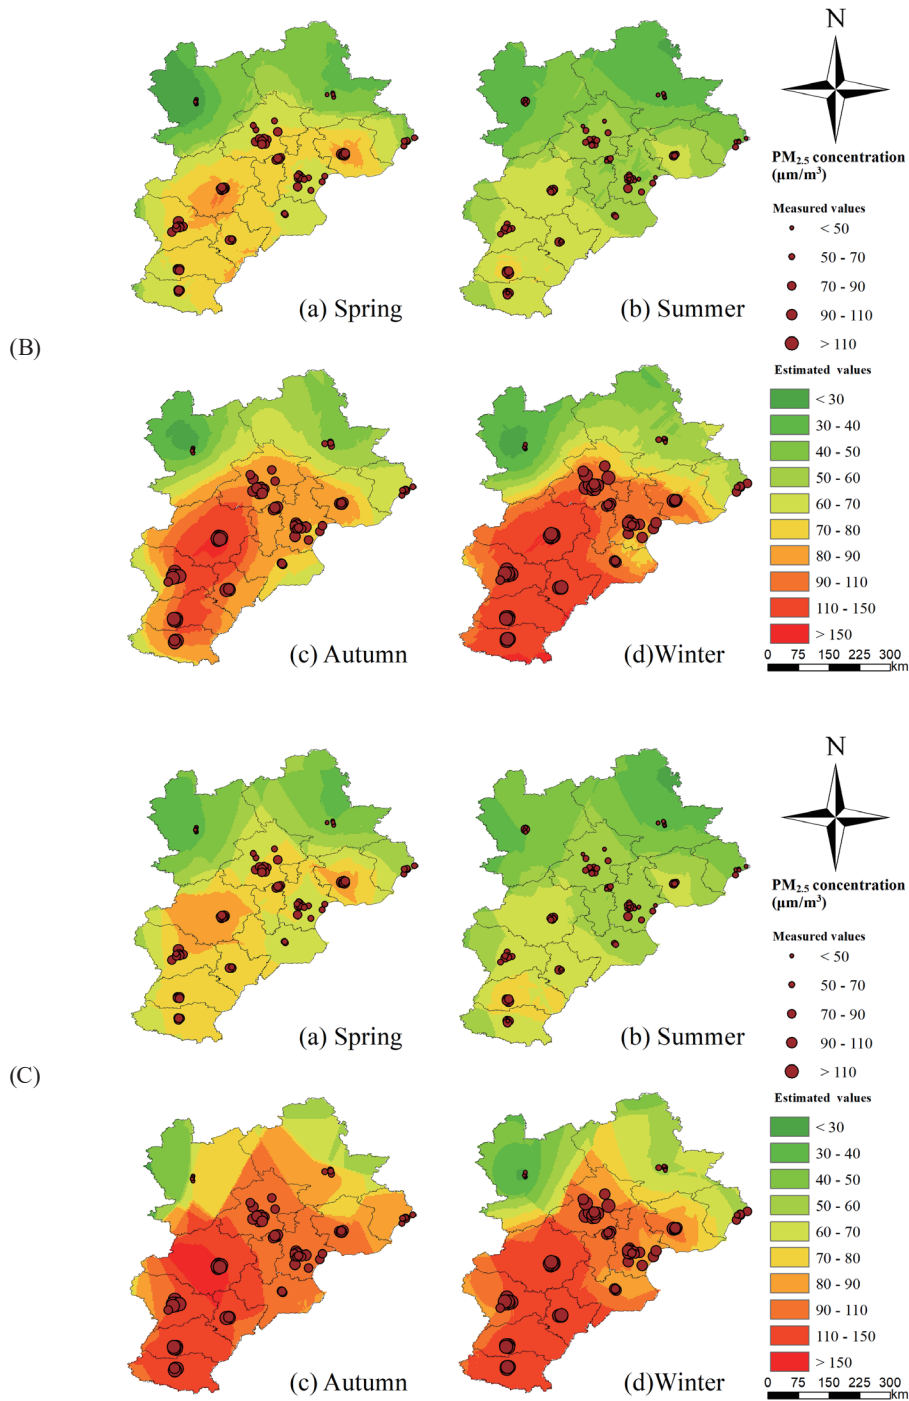 N
PM2.5 concentration
(μm/m³)
Measured values
< 50
50 - 70
70 - 90
90 - 110
> 110
(a) Spring
(b) Summer
(B)
Estimated values
< 30
30 - 40
40 - 50
50 - 60
60 - 70
70 - 80
80 - 90
90 - 110
110 - 150
> 150
(c) Autumn
(d)Winter
0 75 150 225 300
km
N
PM2.5 concentration
(μm/m³)
Measured values
< 50
50 - 70
70 - 90
90 - 110
> 110
(a) Spring
(b) Summer
(C)
Estimated values
< 30
30 - 40
40 - 50
50 - 60
60 - 70
70 - 80
80 - 90
90 - 110
110 - 150
> 150
(c) Autumn
(d)Winter
0 75 150 225 300
km